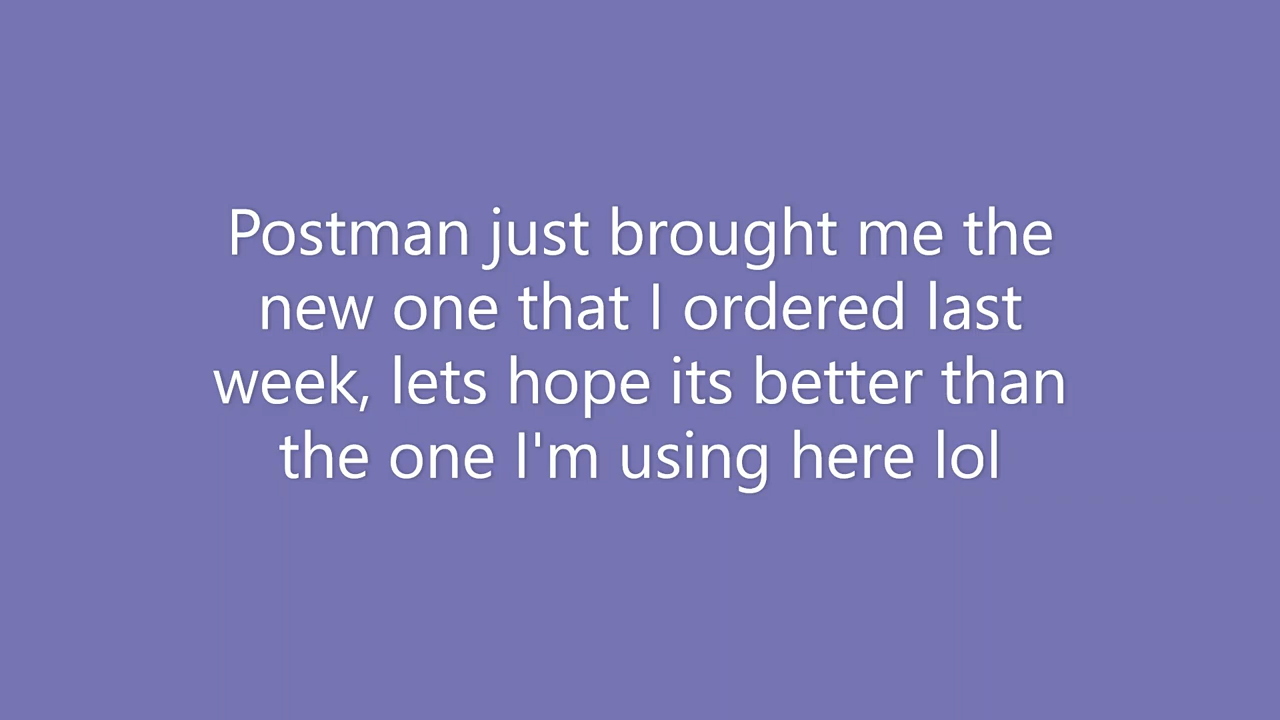 Postman just brought me the
new one that I ordered last
week, lets hope its better than
the one I'm using here lol